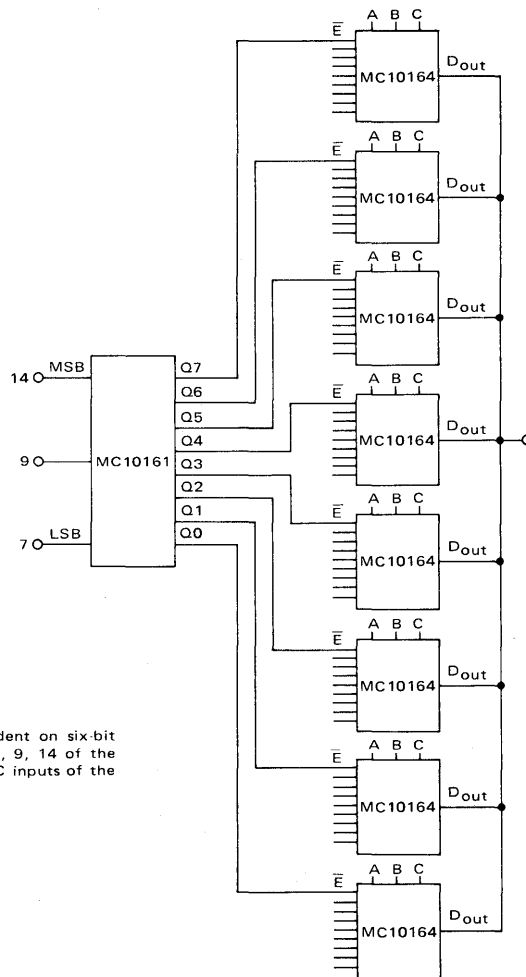 A B C
E̅
MC10164
Dout
A B C
E̅
MC10164
Dout
A B C
E̅
MC10164
Dout
A B C
E̅
MC10164
Dout
A B C
E̅
MC10164
Dout
A B C
E̅
MC10164
Dout
A B C
E̅
MC10164
Dout
A B C
E̅
MC10164
Dout
14 MSB
9
7 LSB
MC10161
Q7
Q6
Q5
Q4
Q3
Q2
Q1
Q0
dent on six-bit
, 9, 14 of the
C inputs of the